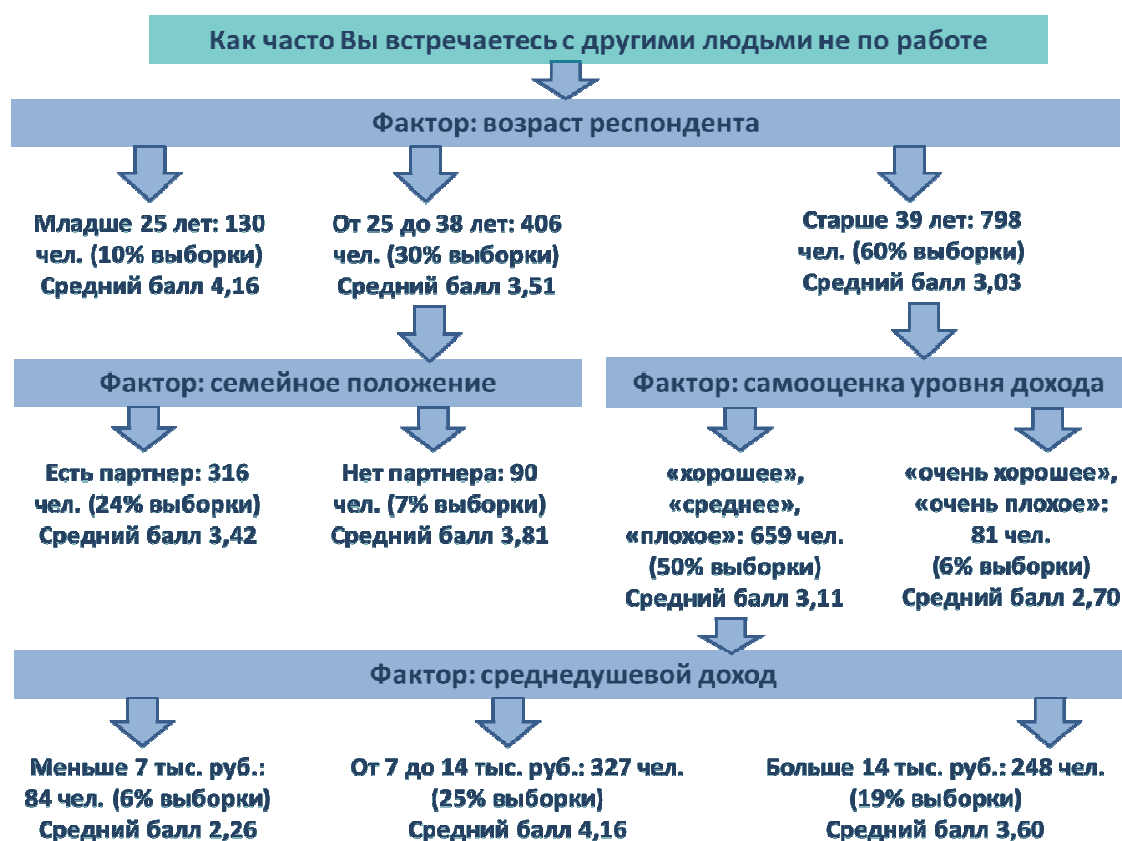 Как часто Вы встречаетесь с другими людьми не по работе
Фактор: возраст респондента
Младше 25 лет: 130
чел. (10% выборки)
Средний балл 4,16
От 25 до 38 лет: 406
чел. (30% выборки)
Средний балл 3,51
Старше 39 лет: 798
чел. (60% выборки)
Средний балл 3,03
Фактор: семейное положение
Фактор: самооценка уровня дохода
Есть партнер: 316
чел. (24% выборки)
Средний балл 3,42
Нет партнера: 90
чел. (7% выборки)
Средний балл 3,81
«хорошее»,
«среднее»,
«плохое»: 659 чел.
(50% выборки)
Средний балл 3,11
«очень хорошее»,
«очень плохое»:
81 чел.
(6% выборки)
Средний балл 2,70
Фактор: среднедушевой доход
Меньше 7 тыс. руб.:
84 чел. (6% выборки)
Средний балл 2,26
От 7 до 14 тыс. руб.: 327 чел.
(25% выборки)
Средний балл 4,16
Больше 14 тыс. руб.: 248 чел.
(19% выборки)
Средний балл 3,60